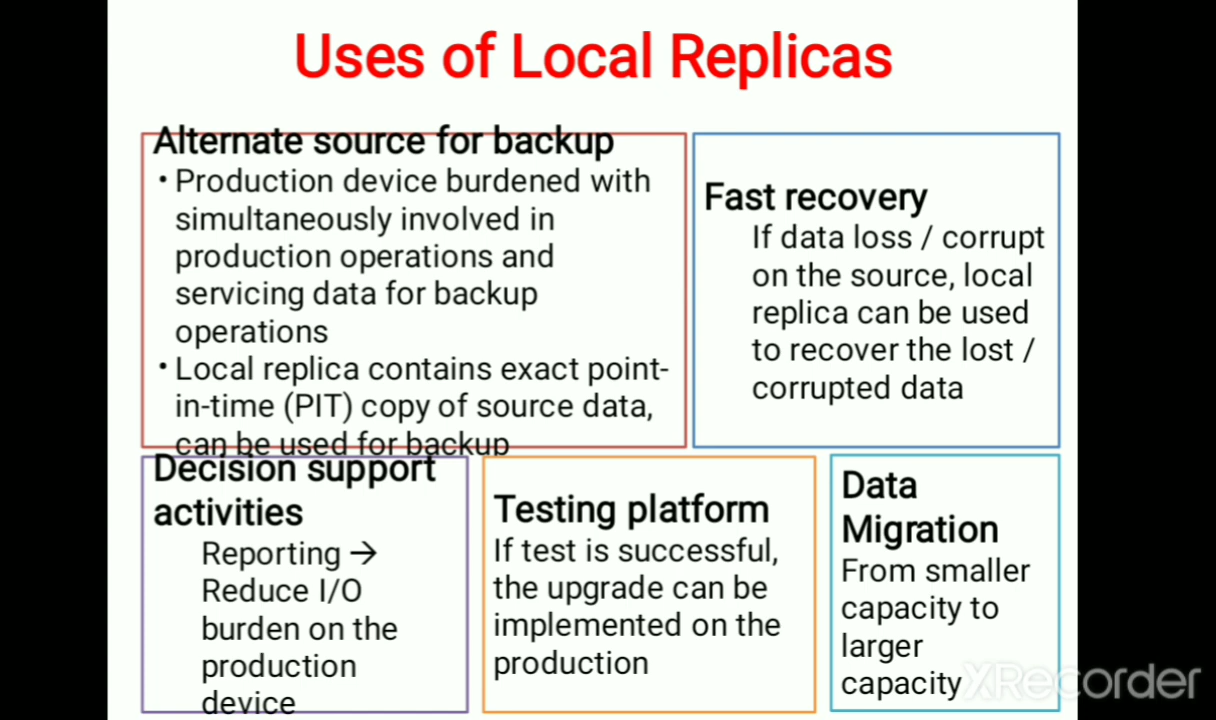 Uses of Local Replicas
Alternate source for backup
• Production device burdened with
simultaneously involved in
production operations and
servicing data for backup
operations
• Local replica contains exact point-
in-time (PIT) copy of source data,
can be used for backup
Fast recovery
If data loss / corrupt
on the source, local
replica can be used
to recover the lost /
corrupted data
Decision support
activities
Reporting →
Reduce I/O
burden on the
production
device
Testing platform
If test is successful,
the upgrade can be
implemented on the
production
Data
Migration
From smaller
capacity to
larger
capacity
XRecorder